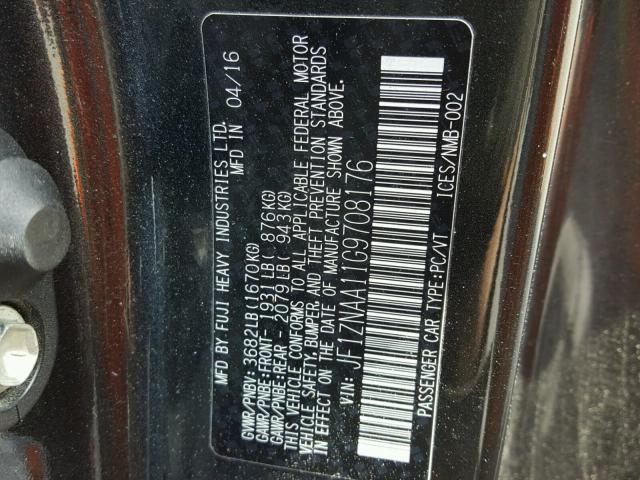 MFD.BY FUJI HEAVY INDUSTRIES LTD.
MFD IN 04/16
GVWR/PNBV: 3682LB(1670KG)
GAWR/PNBE-FRONT- 1931LB( 876KG)
GAWR/PNBE-REAR - 2079LB( 943KG)
THIS VEHICLE CONFORMS TO ALL APPLICABLE FEDERAL MOTOR
VEHICLE SAFETY,BUMPER, AND THEFT PREVENTION STANDARDS
IN EFFECT ON THE DATE OF MANUFACTURE SHOWN ABOVE.
VIN: JF1ZNAA11G9708176
PASSENGER CAR TYPE:PC/VT ICES/NMB-002